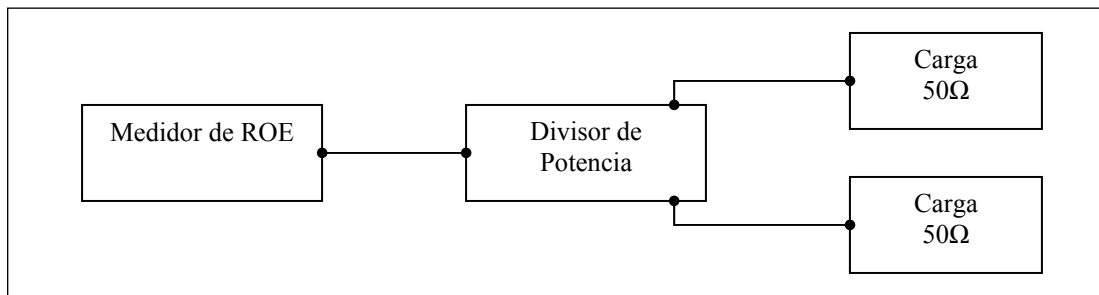 Medidor de ROE
Divisor de
Potencia
Carga
50Ω
Carga
50Ω